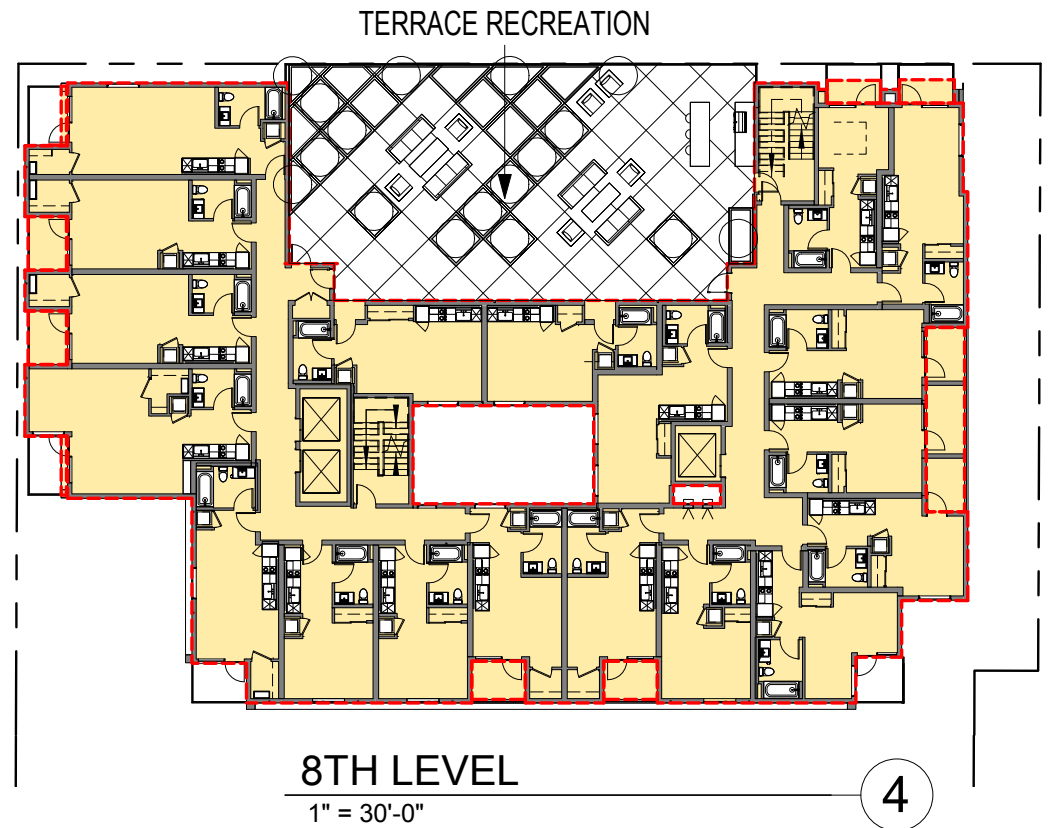 TERRACE RECREATION
8TH LEVEL
1" = 30'-0"
4